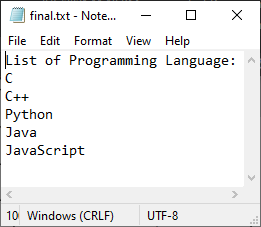 final.txt - Note...
File Edit Format View Help
List of Programming Language:
C
C++
Python
Java
JavaScript
Windows (CRLF) UTF-8